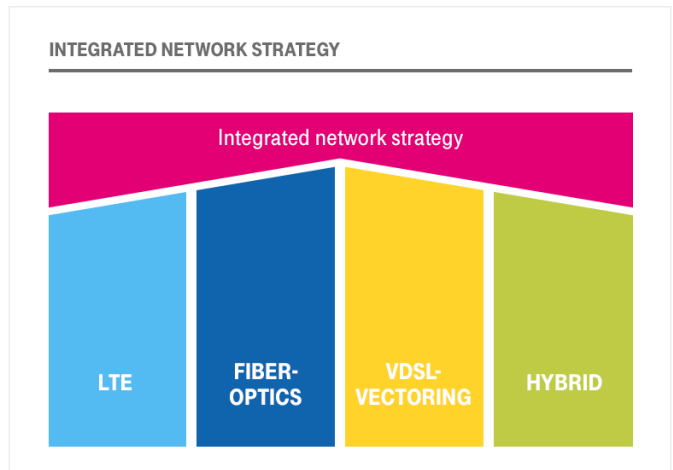 INTEGRATED NETWORK STRATEGY
Integrated network strategy
LTE
FIBER-
OPTICS
VDSL-
VECTORING
HYBRID